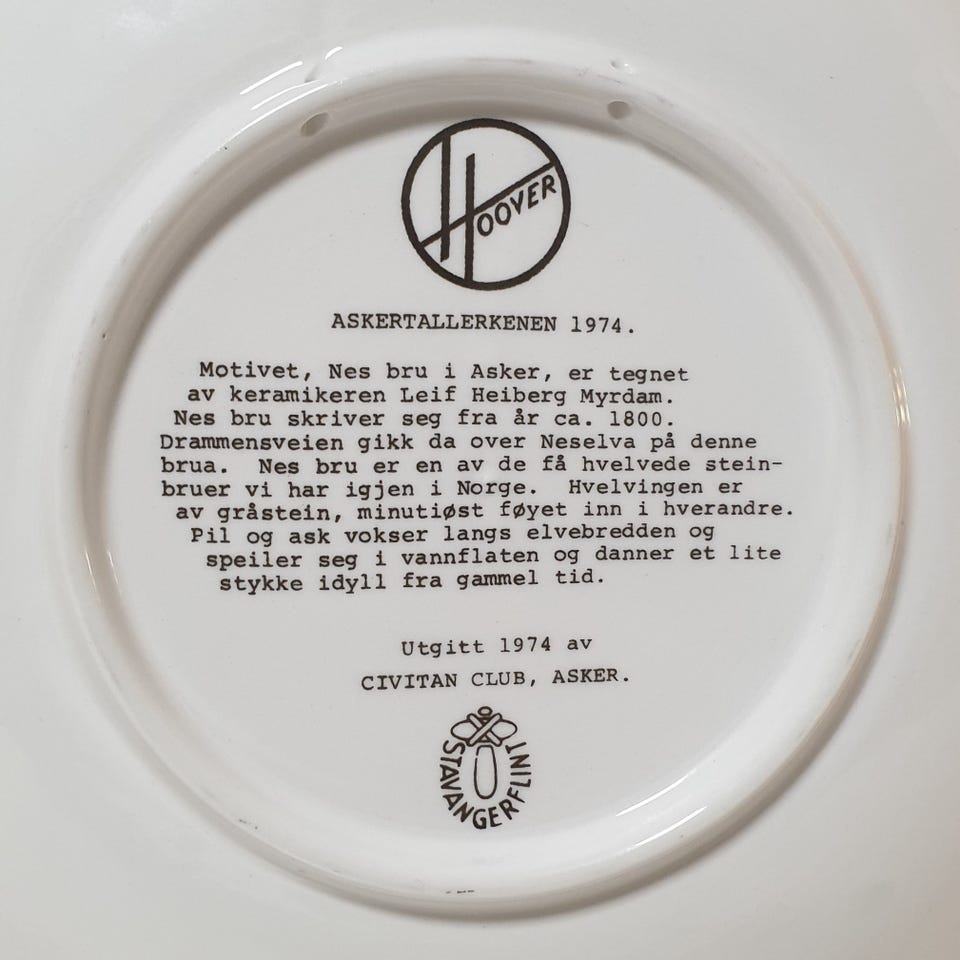 HOOVER
ASKERTALLERKENEN 1974.
Motivet, Nes bru i Asker, er tegnet
av keramikeren Leif Heiberg Myrdam.
Nes bru skriver seg fra år ca. 1800.
Drammensveien gikk da over Neselva på denne
brua. Nes bru er en av de få hvelvede stein-
bruer vi har igjen i Norge. Hvelvingen er
av gråstein, minutiøst føyet inn i hverandre.
Pil og ask vokser langs elvebredden og
speiler seg i vannflaten og danner et lite
stykke idyll fra gammel tid.
Utgitt 1974 av
CIVITAN CLUB, ASKER.
STAVANGERFLINT